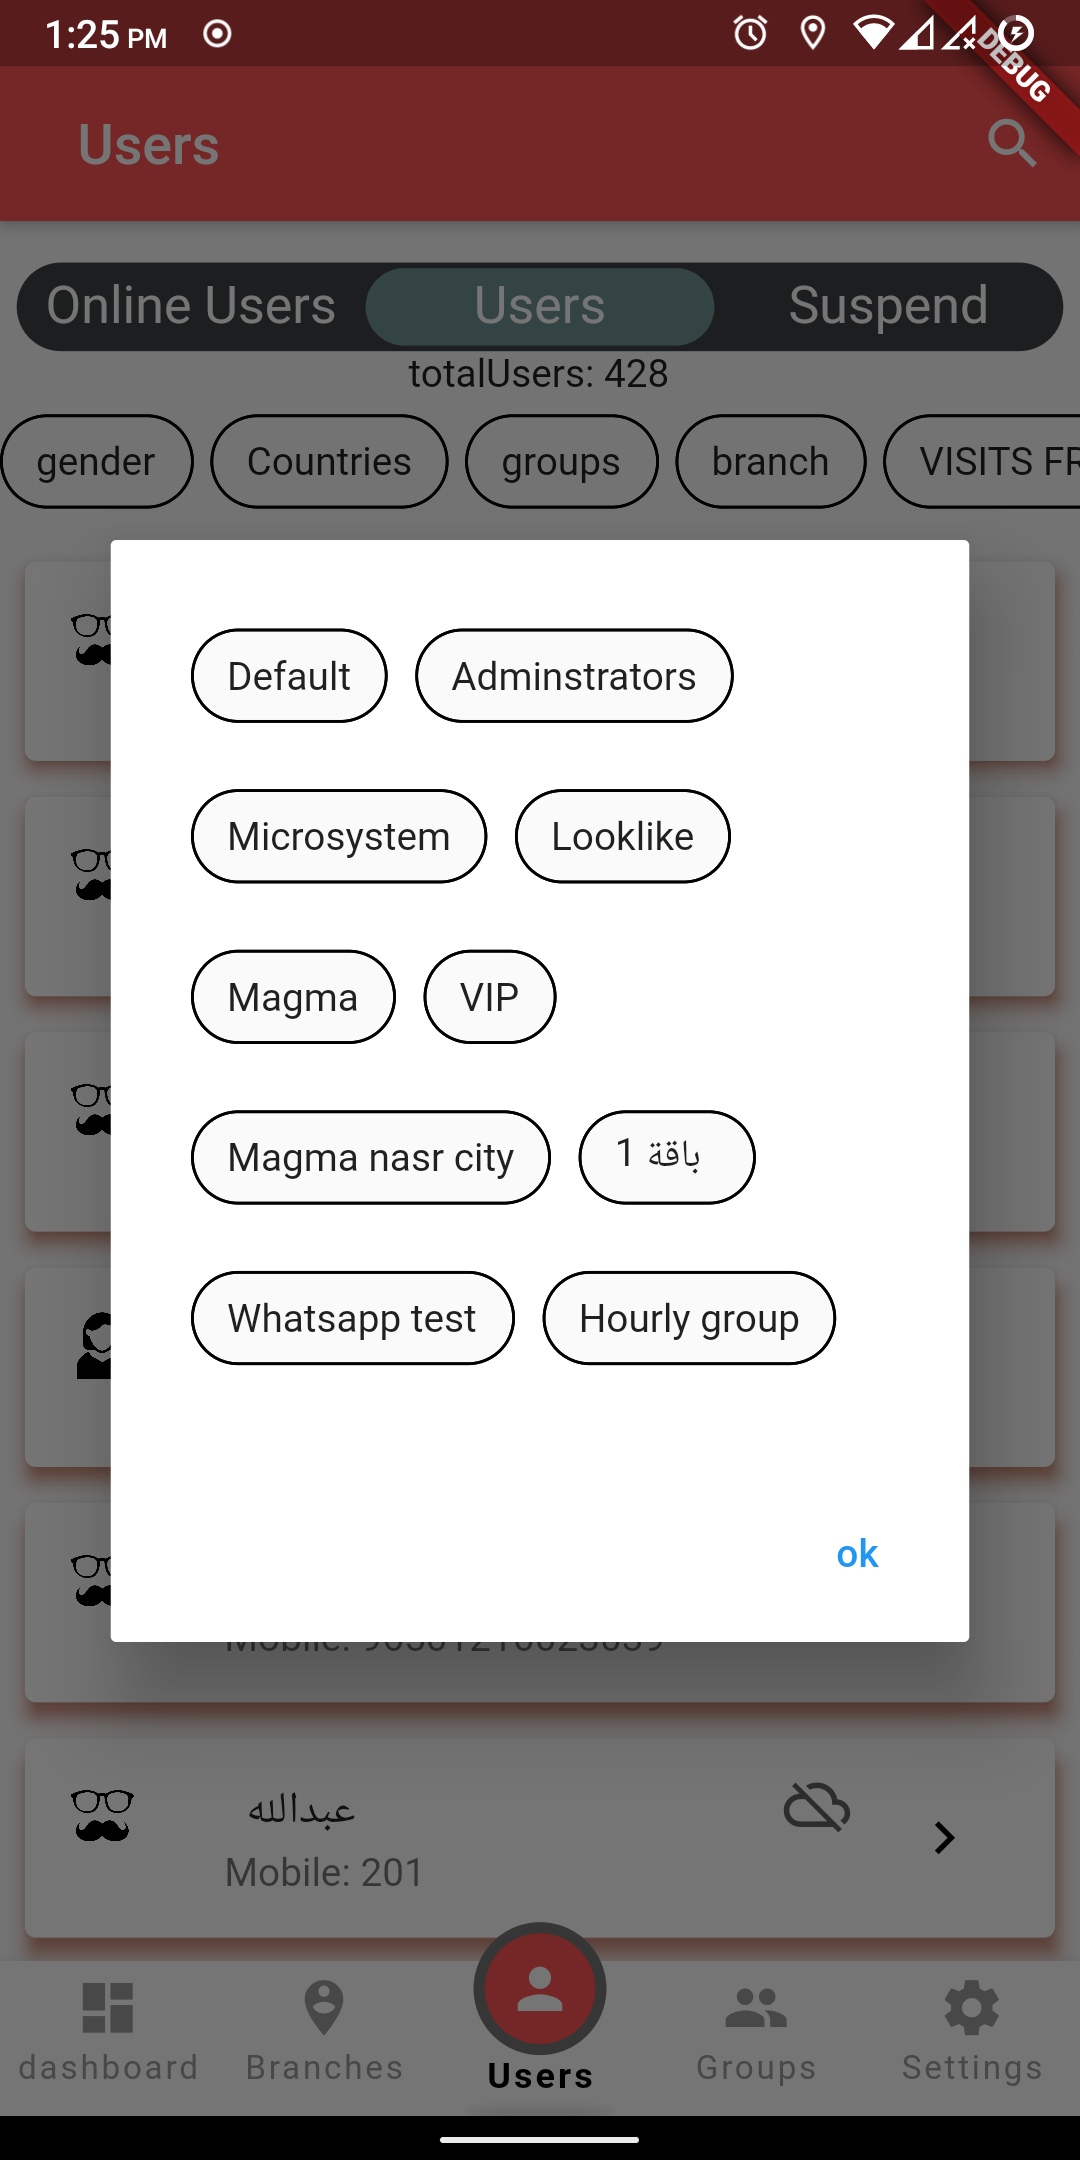 1:25 PM
DEBUG
Users
Online Users Users Suspend
totalUsers: 428
gender Countries groups branch VISITS FR
Default Adminstrators
Microsystem Looklike
Magma VIP
Magma nasr city باقة 1
Whatsapp test Hourly group
ok
Mobile:
عبدالله
Mobile: 201
dashboard Branches Users Groups Settings